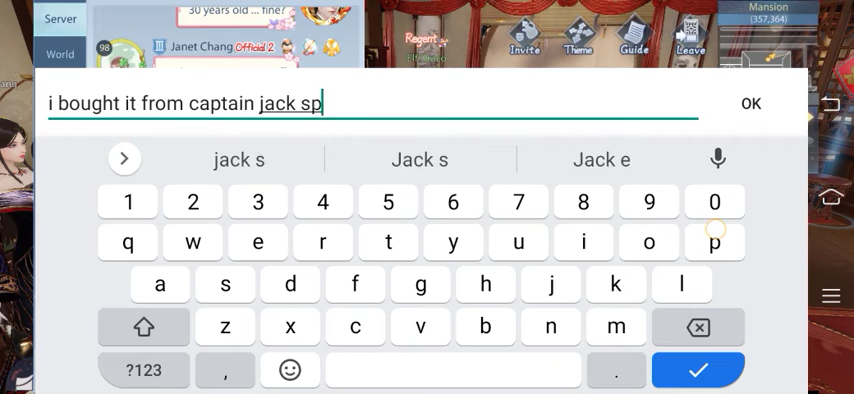 Server
World
30 years old ... fine?
98
Janet Chang Official 2
Regent
Invite
Theme
Guide
Leave
Mansion
(357,364)
ang
i bought it from captain jack sp
OK
jack s
Jack s
Jack e
1 2 3 4 5 6 7 8 9 0
q w e r t y u i o p
a s d f g h j k l
z x c v b n m
?123 , .